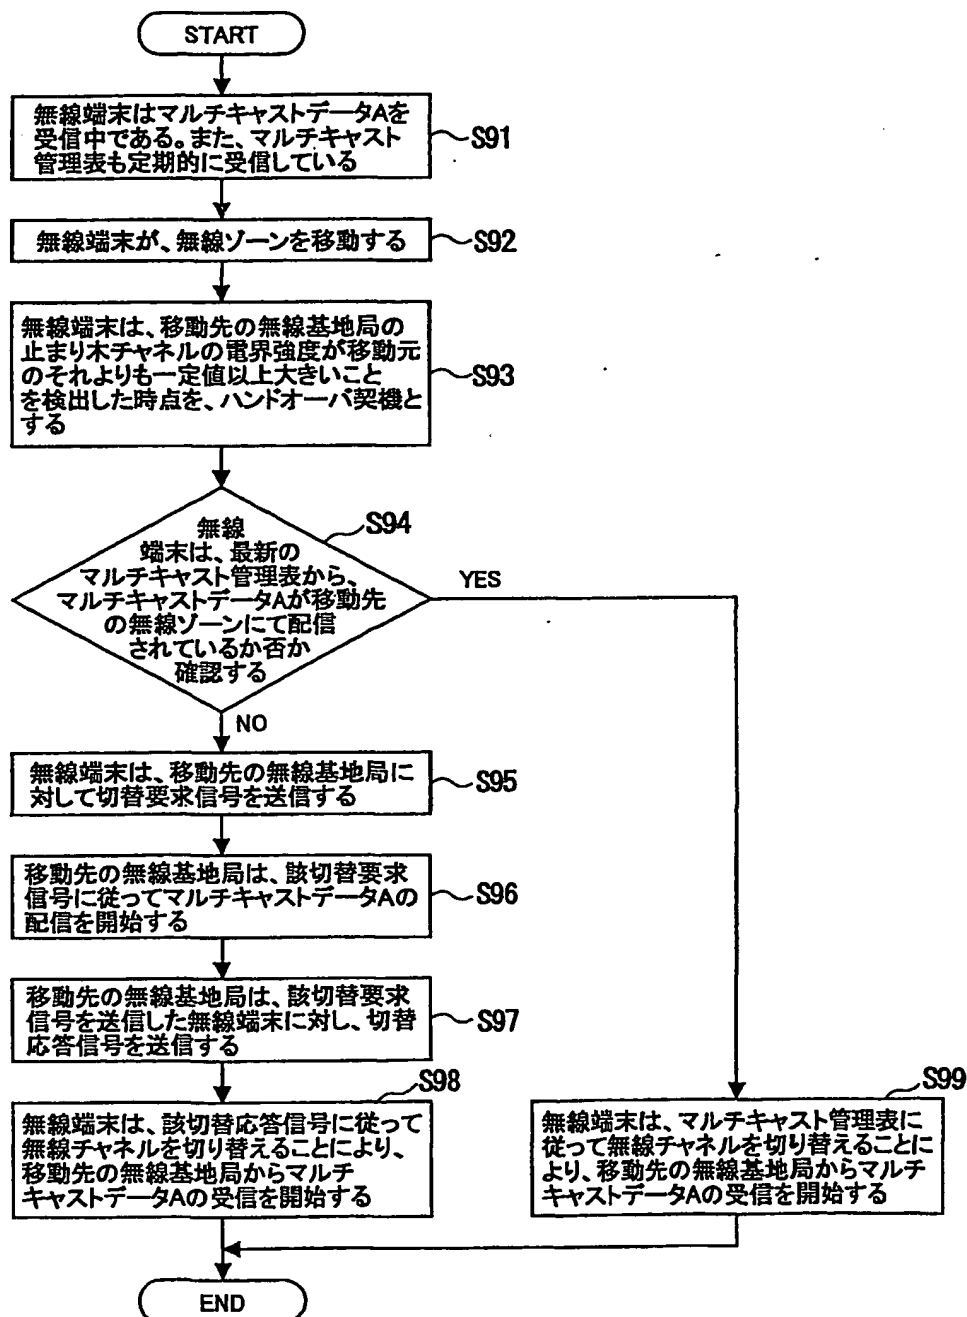 START
無線端末はマルチキャストデータAを
受信中である。また、マルチキャスト
管理表も定期的に受信している
S91
無線端末が、無線ゾーンを移動する
S92
無線端末は、移動先の無線基地局の
止まり木チャネルの電界強度が移動元
のそれよりも一定値以上大きいこと
を検出した時点を、ハンドオーバ契機と
する
S93
無線
端末は、最新の
マルチキャスト管理表から、
マルチキャストデータAが移動先
の無線ゾーンにて配信
されているか否か
確認する
S94
YES
NO
無線端末は、移動先の無線基地局に
対して切替要求信号を送信する
S95
移動先の無線基地局は、該切替要求
信号に従ってマルチキャストデータAの
配信を開始する
S96
移動先の無線基地局は、該切替要求
信号を送信した無線端末に対し、切替
応答信号を送信する
S97
S98
無線端末は、該切替応答信号に従って
無線チャネルを切り替えることにより、
移動先の無線基地局からマルチ
キャストデータAの受信を開始する
S99
無線端末は、マルチキャスト管理表に
従って無線チャネルを切り替えることに
より、移動先の無線基地局からマルチ
キャストデータAの受信を開始する
END